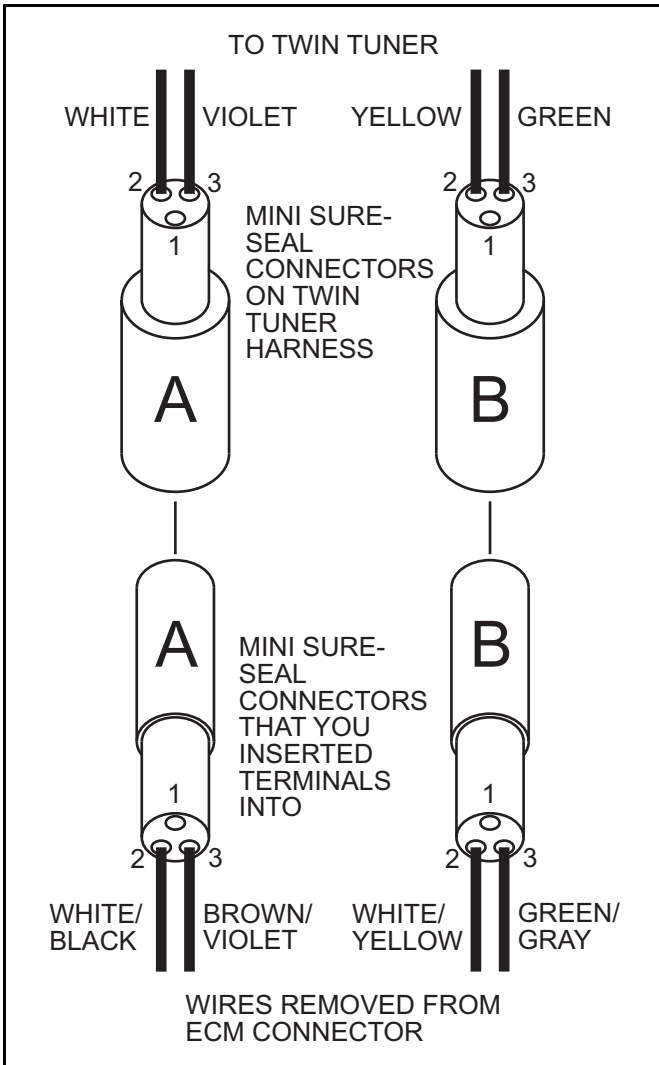 TO TWIN TUNER
WHITE VIOLET YELLOW GREEN
2 3 2 3
1 1
MINI SURE-
SEAL
CONNECTORS
ON TWIN
TUNER
HARNESS
A B
A B
MINI SURE-
SEAL
CONNECTORS
THAT YOU
INSERTED
TERMINALS
INTO
1 1
2 3 2 3
WHITE/
BLACK
BROWN/
VIOLET
WHITE/
YELLOW
GREEN/
GRAY
WIRES REMOVED FROM
ECM CONNECTOR